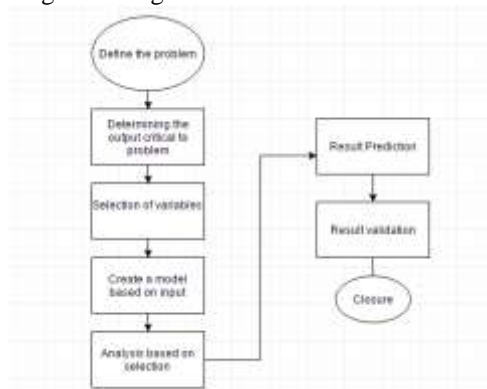 Define the problem
Determining the
output critical to
problem
Selection of variables
Create a model
based on input
Analysis based on
selection
Result Prediction
Result validation
Closure